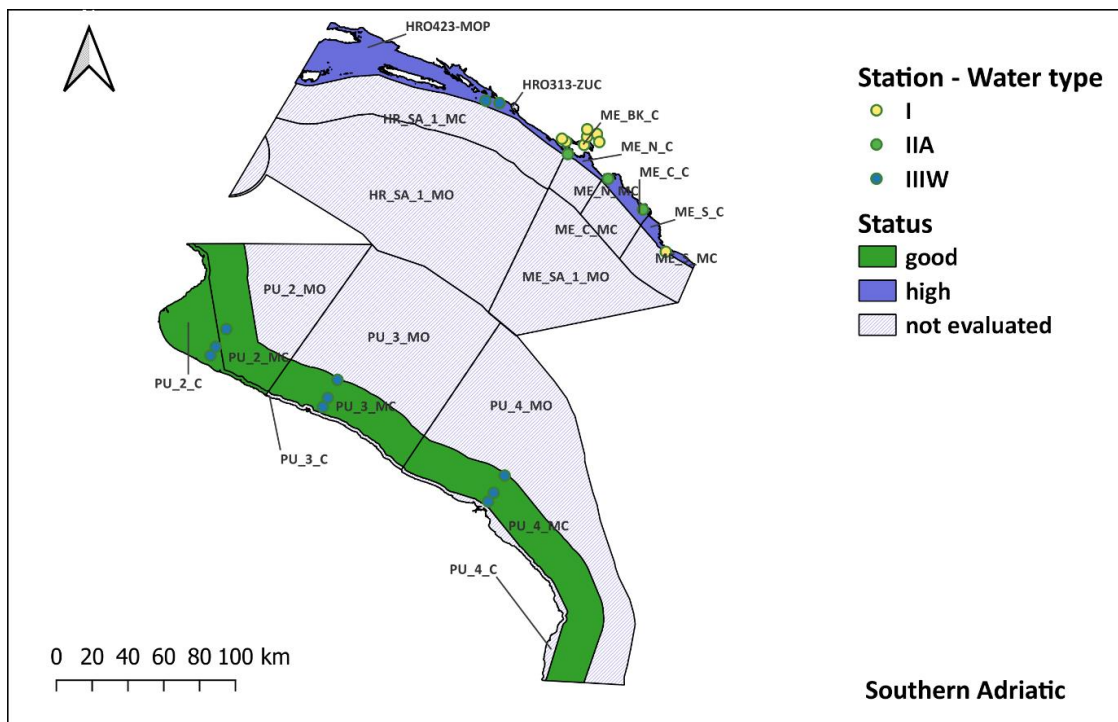 HRO423-MOP
HRO313-ZUC
ME_BK_C
HR_SA_1_MC
ME_N_C
ME_C_C
ME_N_MC
HR_SA_1_MO
ME_S_C
ME_C_MC
ME_S_MC
ME_SA_1_MO
PU_2_MO
PU_3_MO
PU_2_MC
PU_2_C
PU_3_MC
PU_4_MO
PU_3_C
PU_4_MC
PU_4_C
0 20 40 60 80 100 km
Station - Water type
I
IIA
IIIW
Status
good
high
not evaluated
Southern Adriatic